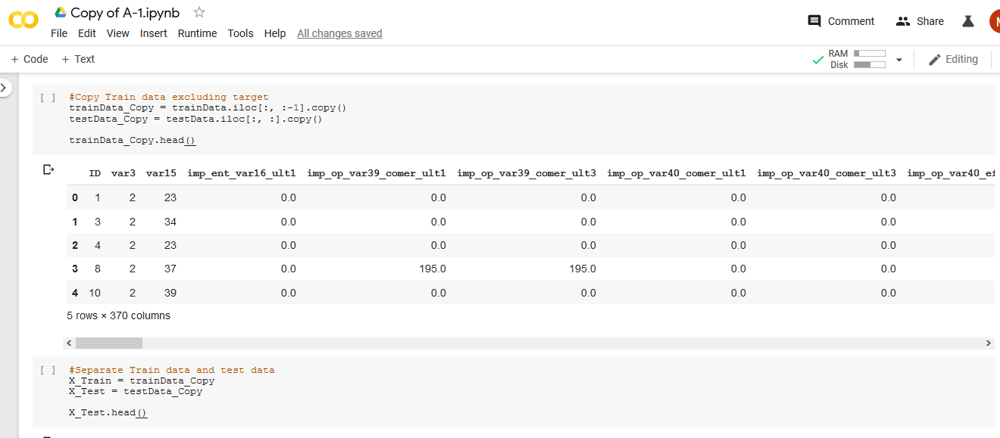 Copy of A-1.ipynb
Comment
Share
File Edit View Insert Runtime Tools Help All changes saved
+ Code + Text
RAM
Disk
Editing
[ ] #Copy Train data excluding target
trainData_Copy = trainData.iloc[:, :-1].copy()
testData_Copy = testData.iloc[:, :].copy()
trainData_Copy.head()
ID var3 var15 imp_ent_var16_ult1 imp_op_var39_comer_ult1 imp_op_var39_comer_ult3 imp_op_var40_comer_ult1 imp_op_var40_comer_ult3 imp_op_var40_ef
0 1 2 23 0.0 0.0 0.0 0.0 0.0
1 3 2 34 0.0 0.0 0.0 0.0 0.0
2 4 2 23 0.0 0.0 0.0 0.0 0.0
3 8 2 37 0.0 195.0 195.0 0.0 0.0
4 10 2 39 0.0 0.0 0.0 0.0 0.0
5 rows × 370 columns
[ ] #Separate Train data and test data
X_Train = trainData_Copy
X_Test = testData_Copy
X_Test.head()